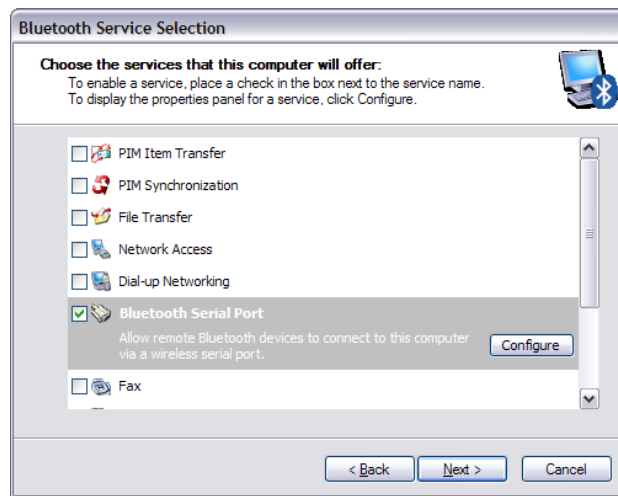 Bluetooth Service Selection
Choose the services that this computer will offer:
To enable a service, place a check in the box next to the service name.
To display the properties panel for a service, click Configure.
PIM Item Transfer
PIM Synchronization
File Transfer
Network Access
Dial-up Networking
Bluetooth Serial Port
Allow remote Bluetooth devices to connect to this computer
via a wireless serial port.
Configure
Fax
< Back
Next >
Cancel